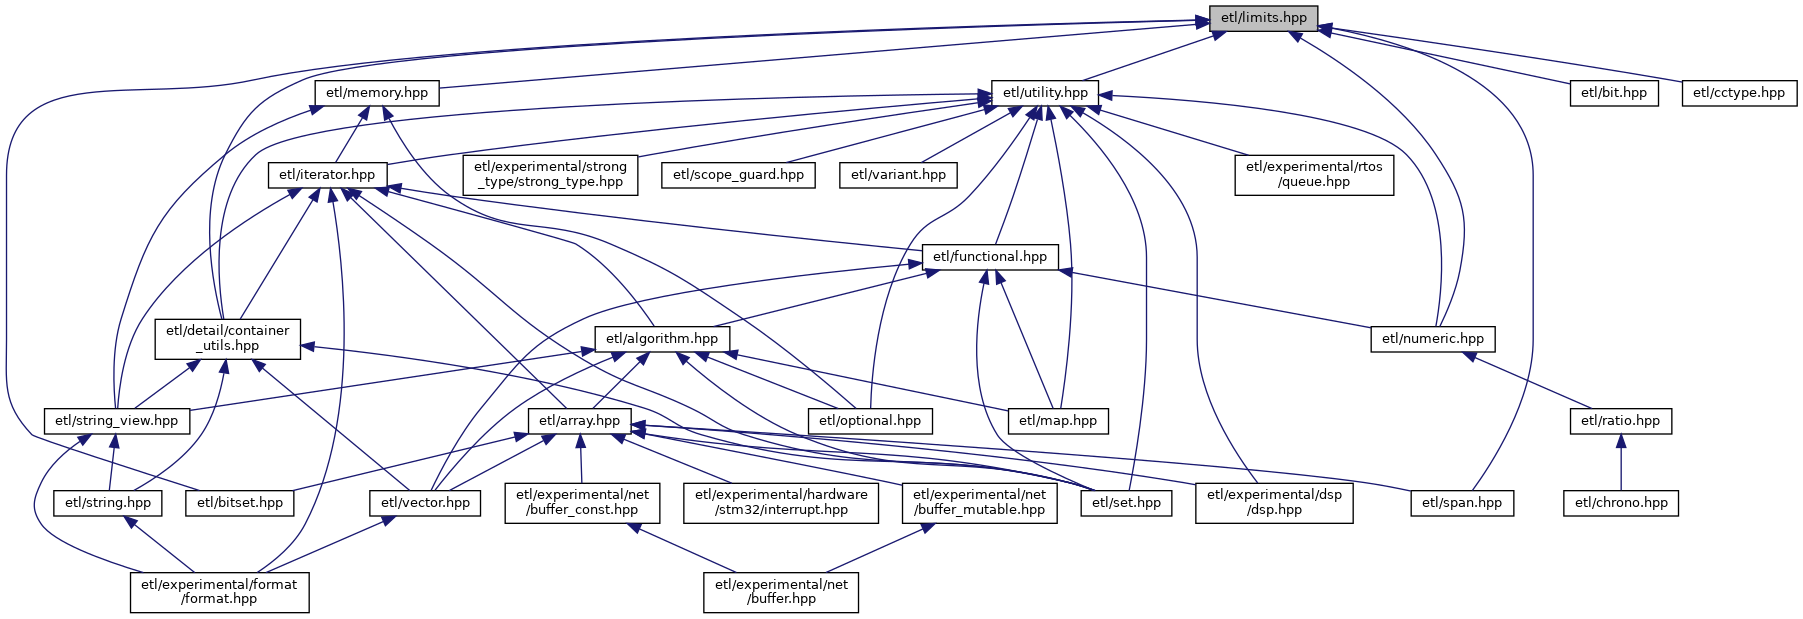 etl/limits.hpp
etl/memory.hpp
etl/utility.hpp
etl/bit.hpp
etl/cctype.hpp
etl/iterator.hpp
etl/experimental/strong
_type/strong_type.hpp
etl/scope_guard.hpp
etl/variant.hpp
etl/experimental/rtos
/queue.hpp
etl/functional.hpp
etl/detail/container
_utils.hpp
etl/algorithm.hpp
etl/numeric.hpp
etl/string_view.hpp
etl/array.hpp
etl/optional.hpp
etl/map.hpp
etl/ratio.hpp
etl/string.hpp
etl/bitset.hpp
etl/vector.hpp
etl/experimental/net
/buffer_const.hpp
etl/experimental/hardware
/stm32/interrupt.hpp
etl/experimental/net
/buffer_mutable.hpp
etl/set.hpp
etl/experimental/dsp
/dsp.hpp
etl/span.hpp
etl/chrono.hpp
etl/experimental/format
/format.hpp
etl/experimental/net
/buffer.hpp